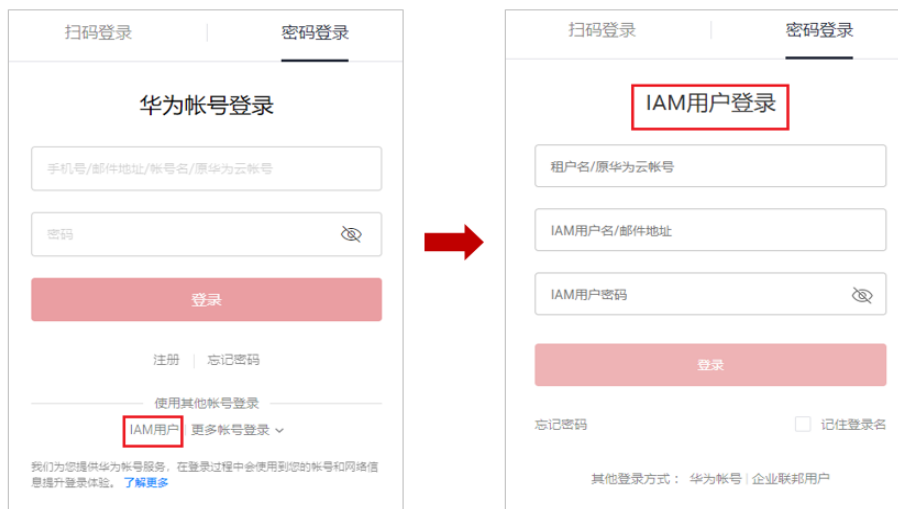 扫码登录
密码登录
华为帐号登录
手机号/邮件地址/帐号名/原华为云帐号
密码
登录
注册 | 忘记密码
使用其他帐号登录
IAM用户 | 更多帐号登录
我们为您提供华为帐号服务，在登录过程中会使用到您的帐号和网络信
息提升登录体验。 了解更多
扫码登录
密码登录
IAM用户登录
租户名/原华为云帐号
IAM用户名/邮件地址
IAM用户密码
登录
忘记密码
记住登录名
其他登录方式： 华为帐号 | 企业联邦用户